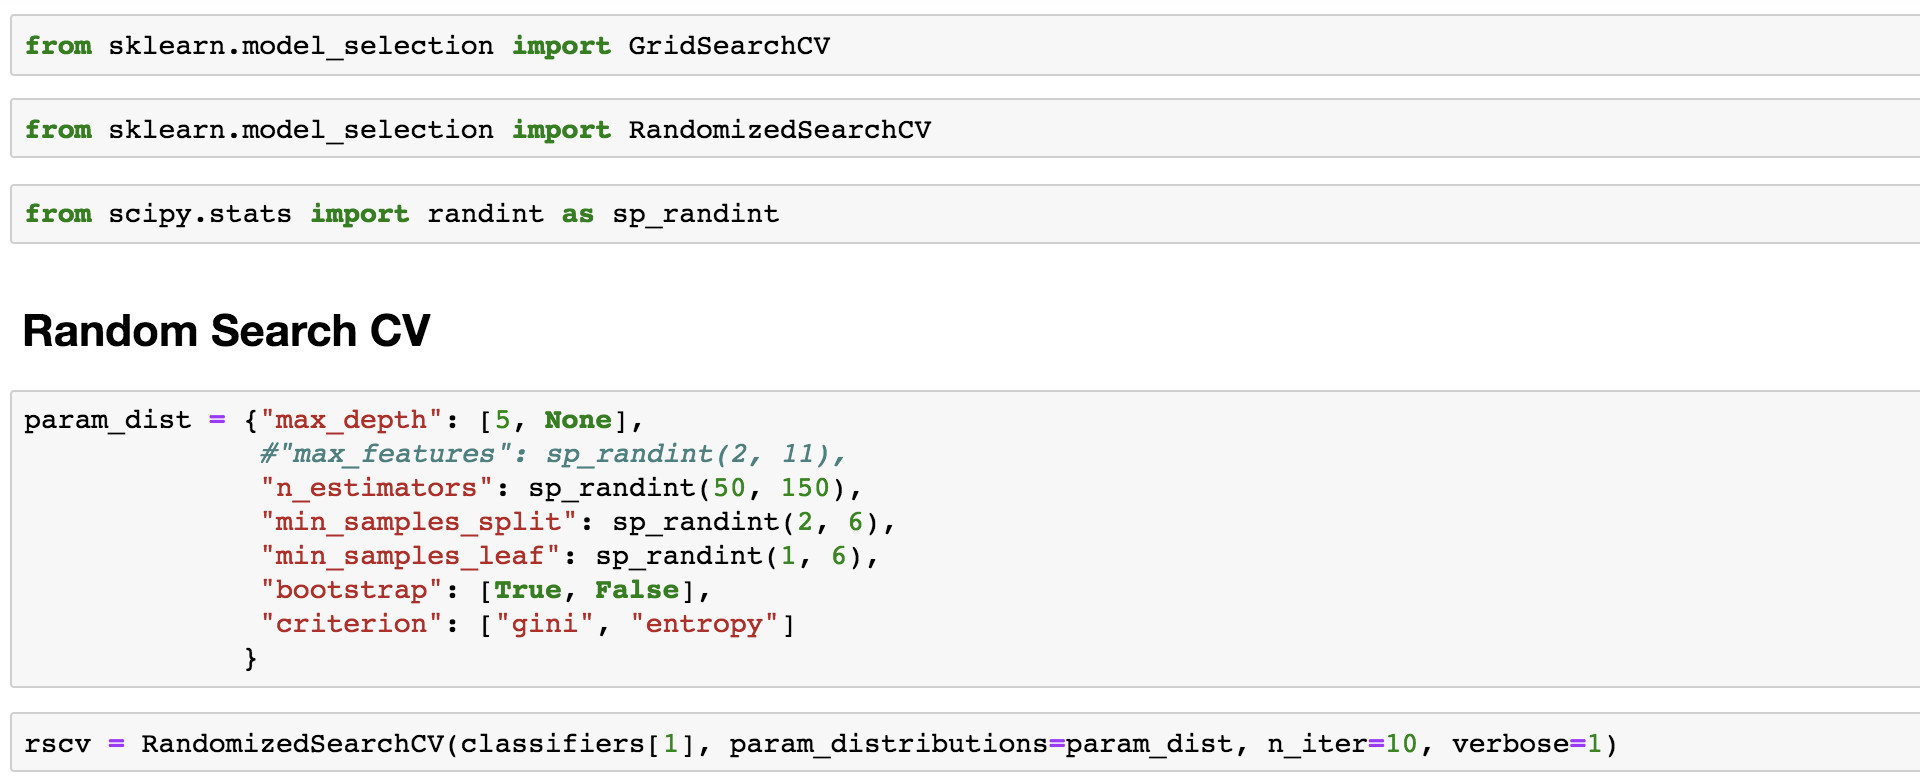 from sklearn.model_selection import GridSearchCV
from sklearn.model_selection import RandomizedSearchCV
from scipy.stats import randint as sp_randint
Random Search CV
param_dist = {"max_depth": [5, None],
#"max_features": sp_randint(2, 11),
"n_estimators": sp_randint(50, 150),
"min_samples_split": sp_randint(2, 6),
"min_samples_leaf": sp_randint(1, 6),
"bootstrap": [True, False],
"criterion": ["gini", "entropy"]
}
rscv = RandomizedSearchCV(classifiers[1], param_distributions=param_dist, n_iter=10, verbose=1)